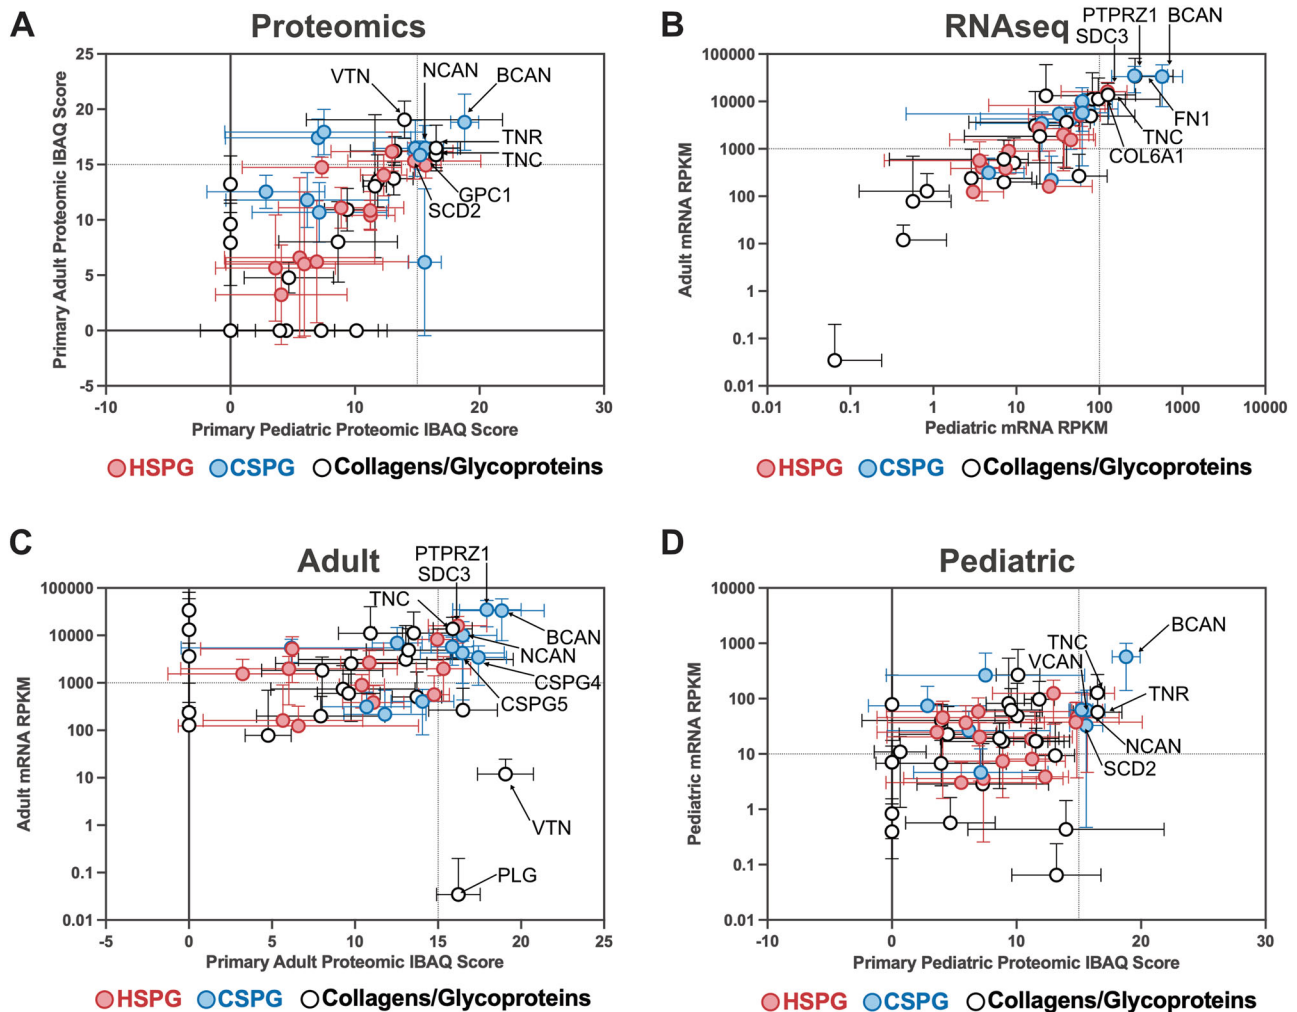 A
Proteomics
25
20
15
10
5
0
-5
-10
0
10
20
30
Primary Adult Proteomic IBAQ Score
Primary Pediatric Proteomic IBAQ Score
VTN
NCAN
BCAN
TNR
TNC
GPC1
SCD2
HSPG
CSPG
Collagens/Glycoproteins
B
RNAseq
PTPRZ1
BCAN
SDC3
100000
10000
1000
100
10
1
0.1
0.01
0.01
0.1
1
10
100
1000
10000
Adult mRNA RPKM
Pediatric mRNA RPKM
FN1
TNC
COL6A1
HSPG
CSPG
Collagens/Glycoproteins
C
Adult
PTPRZ1
SDC3
TNC
100000
10000
1000
100
10
1
0.1
0.01
-5
0
5
10
15
20
25
Adult mRNA RPKM
Primary Adult Proteomic IBAQ Score
BCAN
NCAN
CSPG4
CSPG5
VTN
PLG
HSPG
CSPG
Collagens/Glycoproteins
D
Pediatric
10000
1000
100
10
1
0.1
0.01
-10
0
10
20
30
Pediatric mRNA RPKM
Primary Pediatric Proteomic IBAQ Score
BCAN
TNC
VCAN
TNR
NCAN
SCD2
HSPG
CSPG
Collagens/Glycoproteins